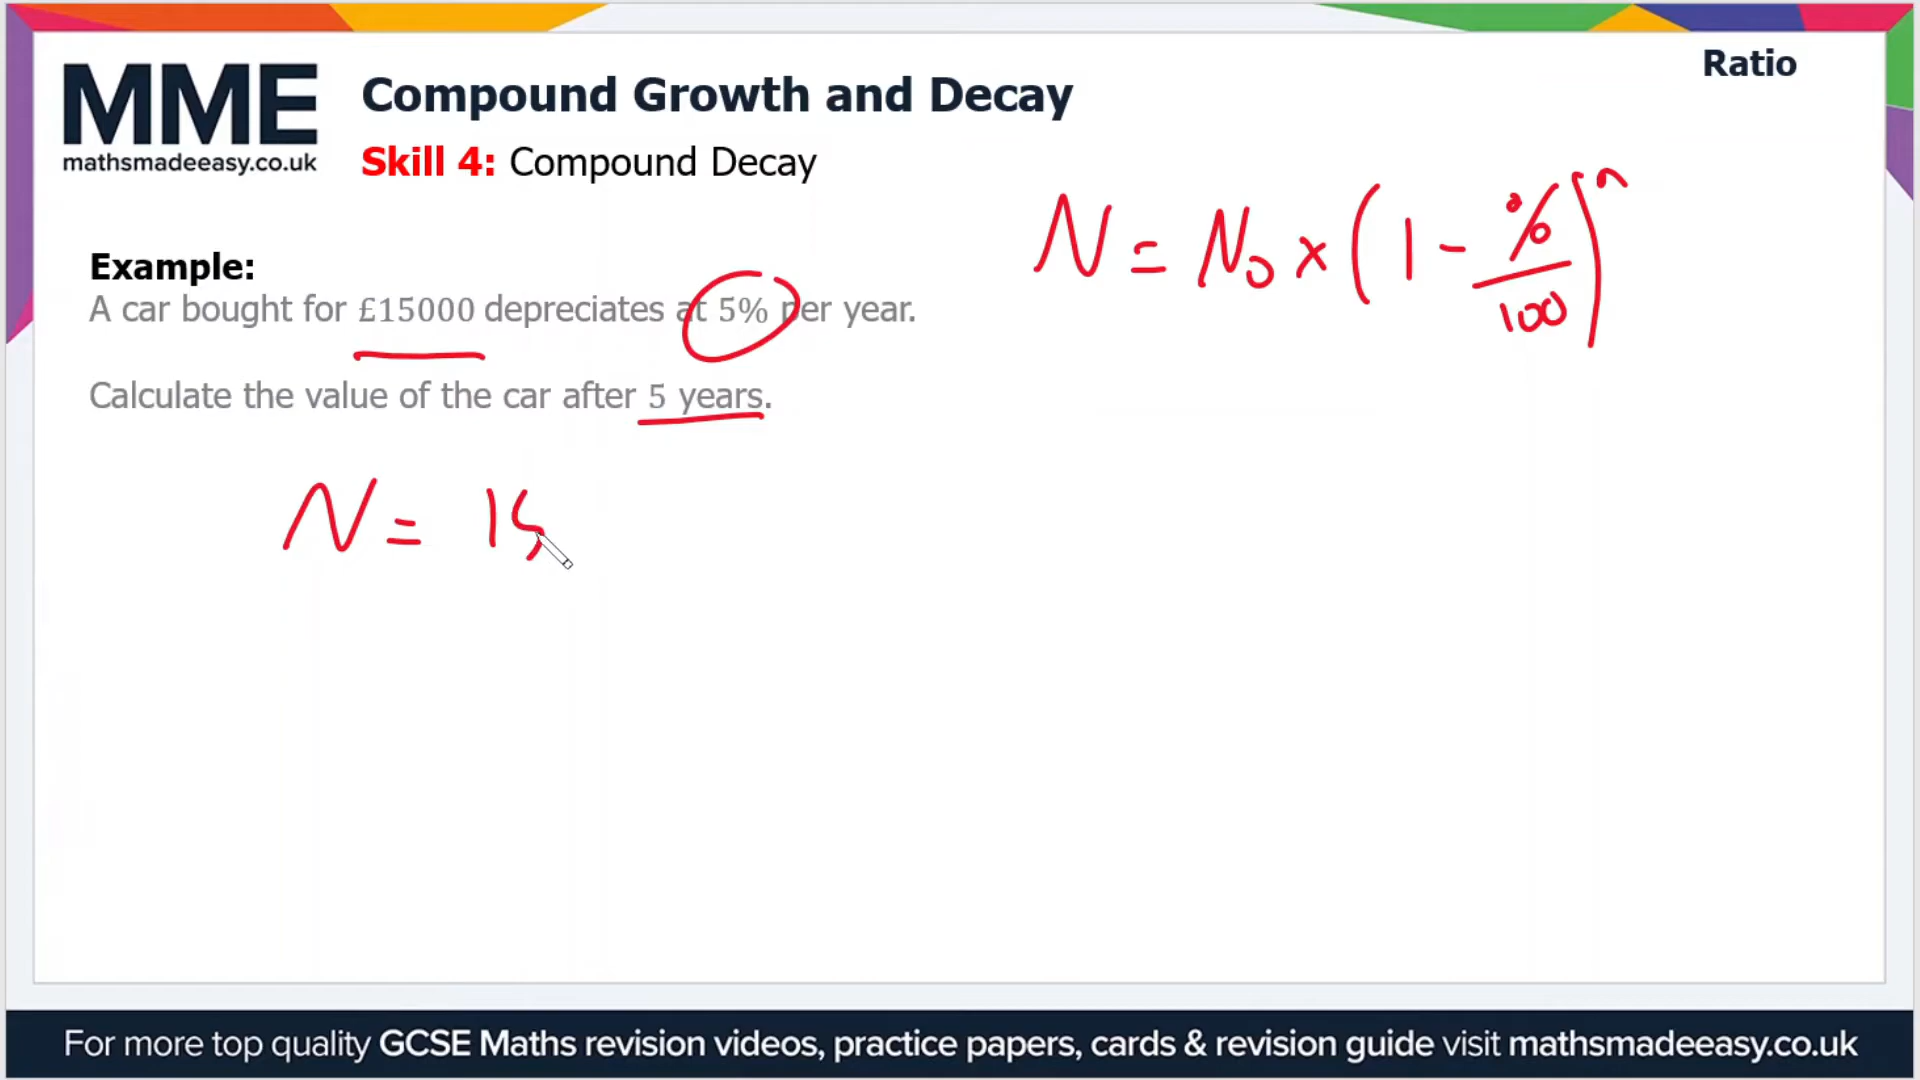 MME
mathsmadeeasy.co.uk
Compound Growth and Decay
Skill 4: Compound Decay
Ratio
N = N₀ × (1 - %/100)ⁿ
Example:
A car bought for £15000 depreciates at 5% per year.
Calculate the value of the car after 5 years.
N = 15
For more top quality GCSE Maths revision videos, practice papers, cards & revision guide visit mathsmadeeasy.co.uk